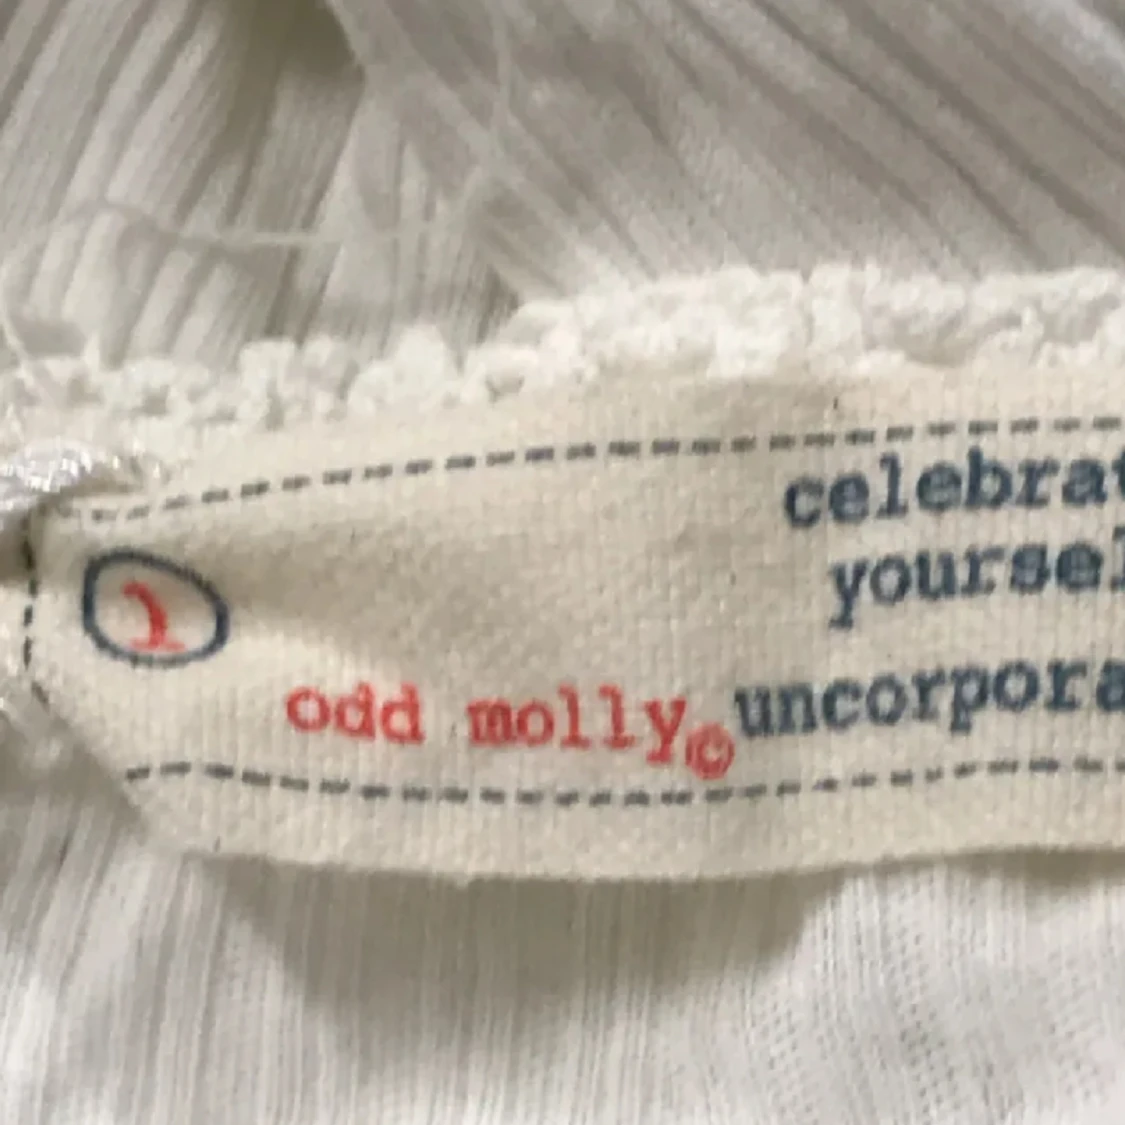 celebrat
yoursel
1
odd molly© uncorpora